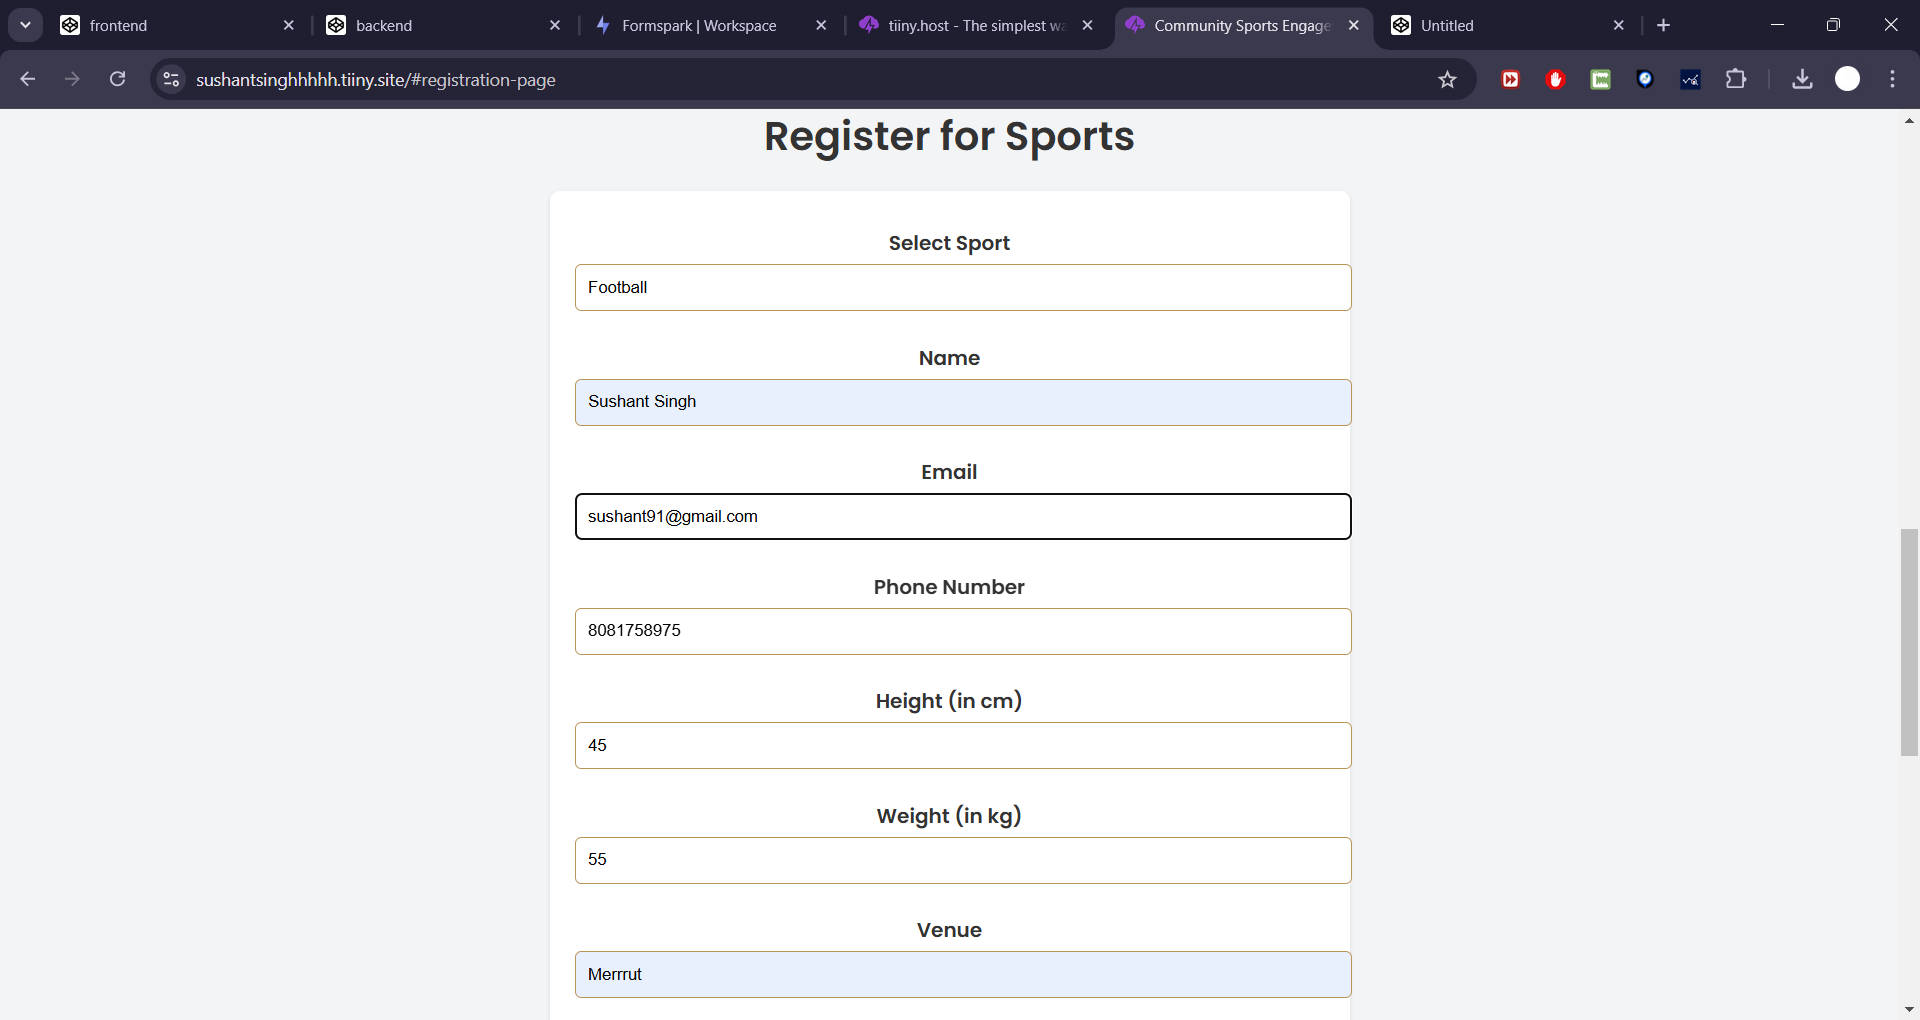 frontend
backend
Formspark | Workspace
tiiny.host - The simplest wa
Community Sports Engage
Untitled
sushantsinghhhhh.tiiny.site/#registration-page
Register for Sports
Select Sport
Football
Name
Sushant Singh
Email
sushant91@gmail.com
Phone Number
8081758975
Height (in cm)
45
Weight (in kg)
55
Venue
Merrrut